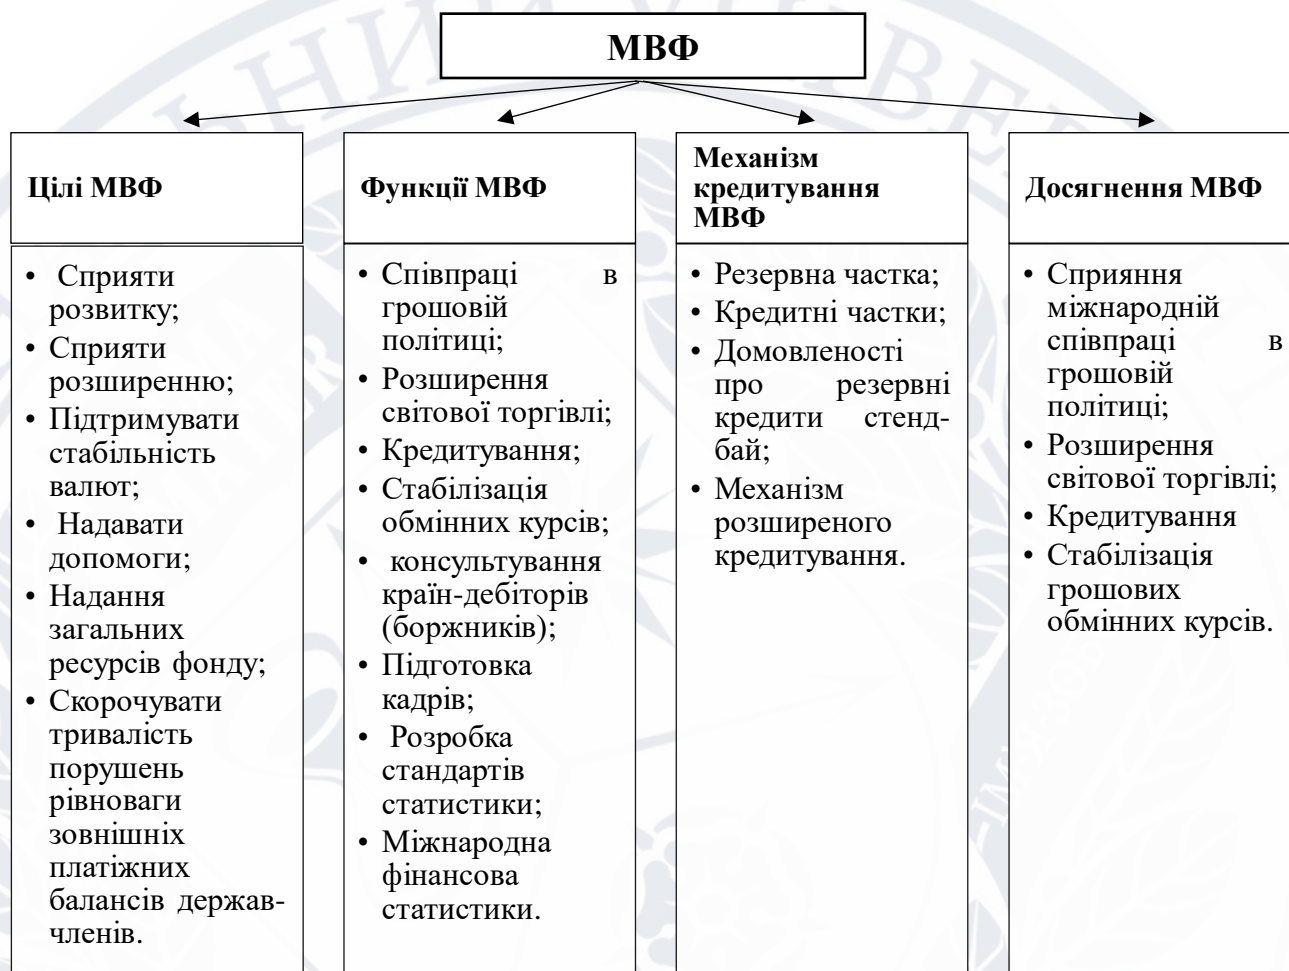 МВФ
Цілі МВФ
• Сприяти
розвитку;
• Сприяти
розширенню;
• Підтримувати
стабільність
валют;
• Надавати
допомоги;
• Надання
загальних
ресурсів фонду;
• Скорочувати
тривалість
порушень
рівноваги
зовнішніх
платіжних
балансів держав-
членів.
Функції МВФ
• Співпраці в
грошовій
політиці;
• Розширення
світової торгівлі;
• Кредитування;
• Стабілізація
обмінних курсів;
• консультування
країн-дебіторів
(боржників);
• Підготовка
кадрів;
• Розробка
стандартів
статистики;
• Міжнародна
фінансова
статистики.
Механізм
кредитування
МВФ
• Резервна частка;
• Кредитні частки;
• Домовленості
про резервні
кредити стенд-
бай;
• Механізм
розширеного
кредитування.
Досягнення МВФ
• Сприяння
міжнародній
співпраці в
грошовій
політиці;
• Розширення
світової торгівлі;
• Кредитування
• Стабілізація
грошових
обмінних курсів.